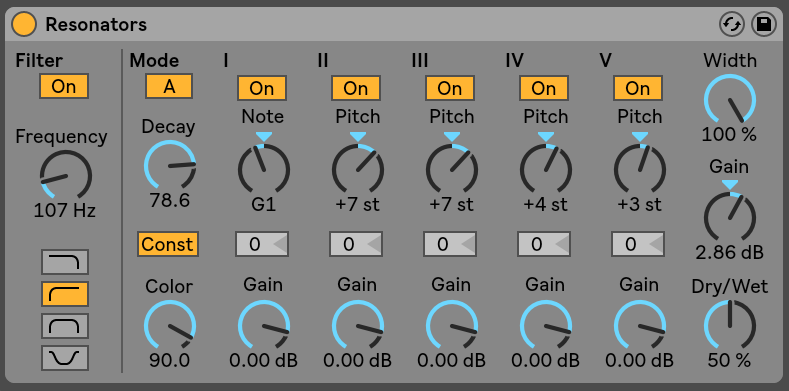 Resonators
Filter
On
Frequency
107 Hz
Mode
A
Decay
78.6
Const
Color
90.0
I
On
Note
G1
0
Gain
0.00 dB
II
On
Pitch
+7 st
0
Gain
0.00 dB
III
On
Pitch
+7 st
0
Gain
0.00 dB
IV
On
Pitch
+4 st
0
Gain
0.00 dB
V
On
Pitch
+3 st
0
Gain
0.00 dB
Width
100 %
Gain
2.86 dB
Dry/Wet
50 %